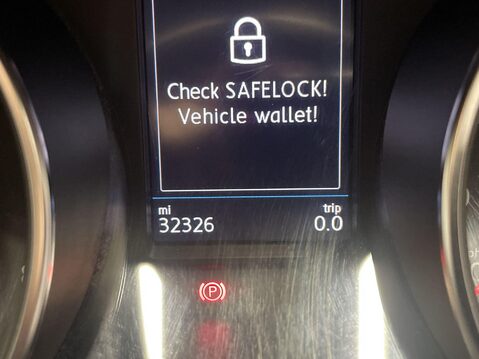 Check SAFELOCK!
Vehicle wallet!
mi trip
32326 0.0
P